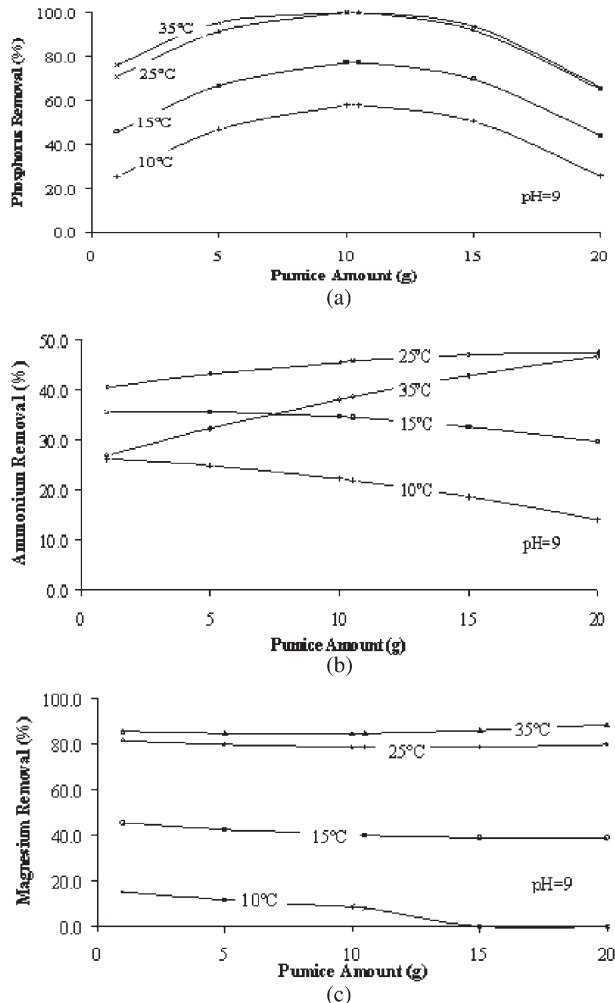 Phosphorus Removal (%)
100.0
80.0
60.0
40.0
20.0
0.0
35°C
25°C
15°C
10°C
pH=9
0 5 10 15 20
Pumice Amount (g)
(a)
Ammonium Removal (%)
50.0
40.0
30.0
20.0
10.0
0.0
25°C
35°C
15°C
10°C
pH=9
0 5 10 15 20
Pumice Amount (g)
(b)
Magnesium Removal (%)
100.0
80.0
60.0
40.0
20.0
0.0
35°C
25°C
15°C
10°C
pH=9
0 5 10 15 20
Pumice Amount (g)
(c)